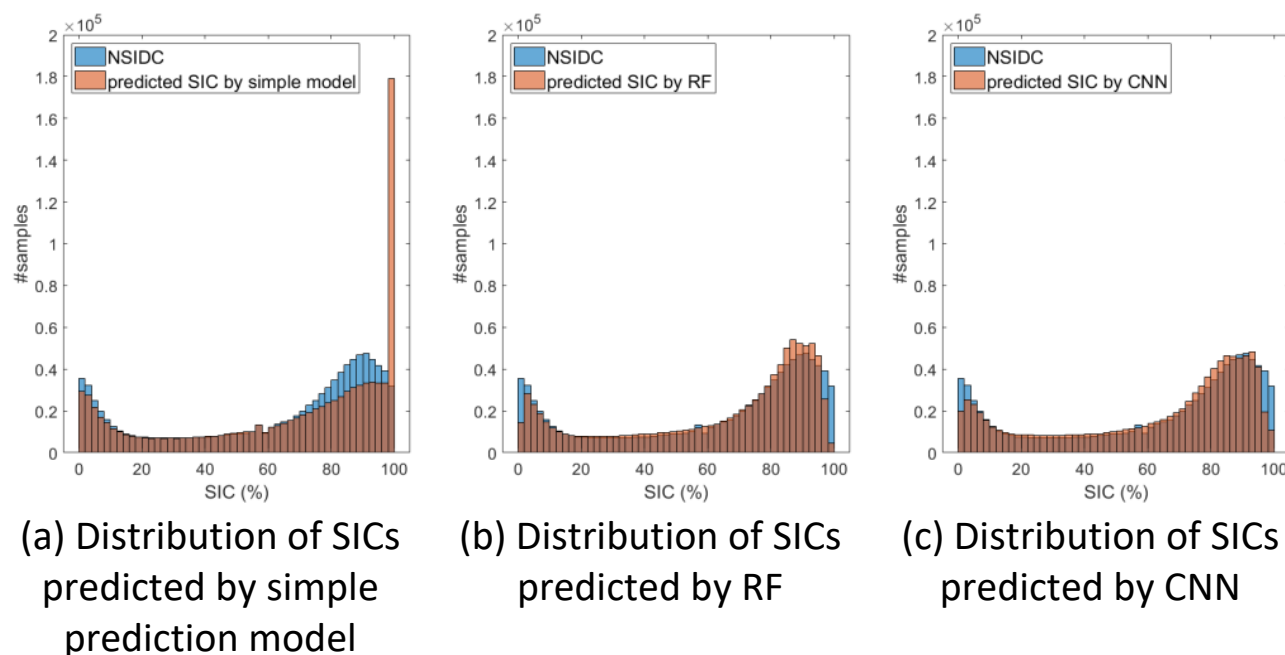 ×10⁵
2
1.8
1.6
1.4
1.2
1
0.8
0.6
0.4
0.2
0
#samples
NSIDC
predicted SIC by simple model
0 20 40 60 80 100
SIC (%)
(a) Distribution of SICs
predicted by simple
prediction model
×10⁵
2
1.8
1.6
1.4
1.2
1
0.8
0.6
0.4
0.2
0
#samples
NSIDC
predicted SIC by RF
0 20 40 60 80 100
SIC (%)
(b) Distribution of SICs
predicted by RF
×10⁵
2
1.8
1.6
1.4
1.2
1
0.8
0.6
0.4
0.2
0
#samples
NSIDC
predicted SIC by CNN
0 20 40 60 80 100
SIC (%)
(c) Distribution of SICs
predicted by CNN